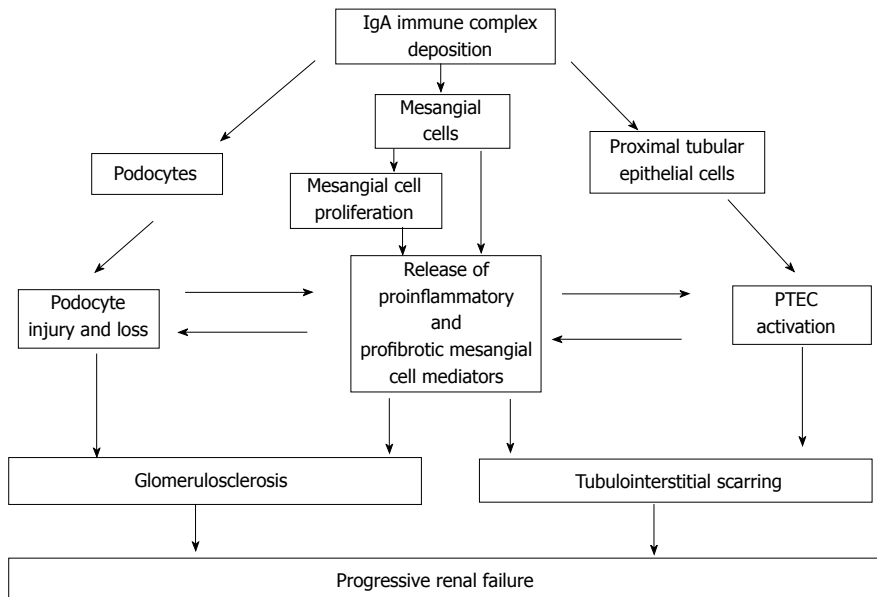 IgA immune complex
deposition
Mesangial
cells
Podocytes
Proximal tubular
epithelial cells
Mesangial cell
proliferation
Podocyte
injury and loss
Release of
proinflammatory
and
profibrotic mesangial
cell mediators
PTEC
activation
Glomerulosclerosis
Tubulointerstitial scarring
Progressive renal failure